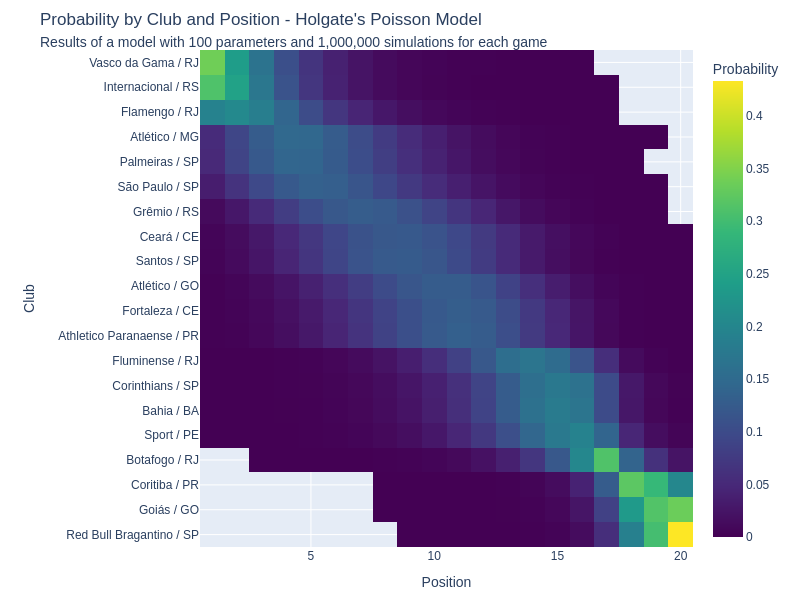 Probability by Club and Position - Holgate's Poisson Model
Results of a model with 100 parameters and 1,000,000 simulations for each game
Probability
Vasco da Gama / RJ
Internacional / RS
Flamengo / RJ
Atlético / MG
Palmeiras / SP
São Paulo / SP
Grêmio / RS
Ceará / CE
Santos / SP
Atlético / GO
Fortaleza / CE
Athletico Paranaense / PR
Fluminense / RJ
Corinthians / SP
Bahia / BA
Sport / PE
Botafogo / RJ
Coritiba / PR
Goiás / GO
Red Bull Bragantino / SP
Club
5
10
15
20
Position
0.4
0.35
0.3
0.25
0.2
0.15
0.1
0.05
0